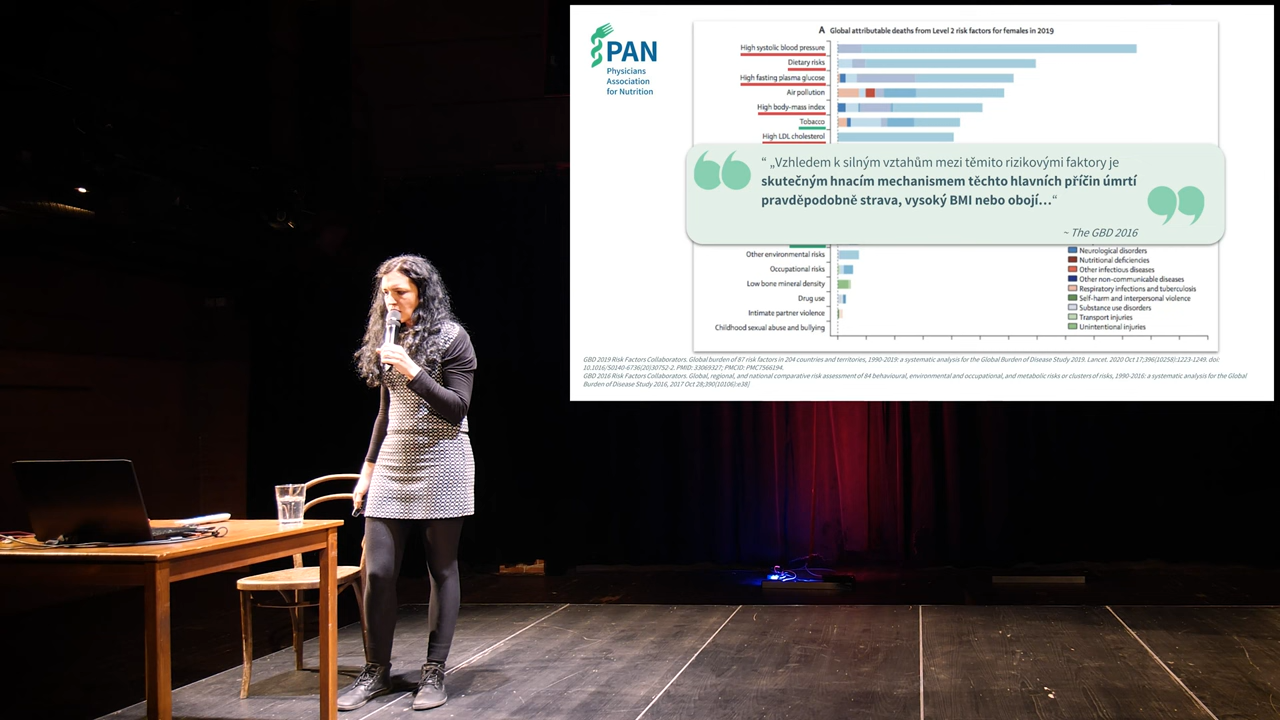 PAN
Physicians
Association
for Nutrition
A Global attributable deaths from Level 2 risk factors for females in 2019
High systolic blood pressure
Dietary risks
High fasting plasma glucose
Air pollution
High body-mass index
Tobacco
High LDL cholesterol
“ „Vzhledem k silným vztahům mezi těmito rizikovými faktory je
skutečným hnacím mechanismem těchto hlavních příčin úmrtí
pravděpodobně strava, vysoký BMI nebo obojí…“
~ The GBD 2016
Other environmental risks
Occupational risks
Low bone mineral density
Drug use
Intimate partner violence
Childhood sexual abuse and bullying
Neurological disorders
Nutritional deficiencies
Other infectious diseases
Other non-communicable diseases
Respiratory infections and tuberculosis
Self-harm and interpersonal violence
Substance use disorders
Transport injuries
Unintentional injuries
GBD 2019 Risk Factors Collaborators. Global burden of 87 risk factors in 204 countries and territories, 1990-2019: a systematic analysis for the Global Burden of Disease Study 2019. Lancet. 2020 Oct 17;396(10258):1223-1249. doi:
10.1016/S0140-6736(20)30752-2. PMID: 33069327; PMCID: PMC7566194.
GBD 2016 Risk Factors Collaborators. Global, regional, and national comparative risk assessment of 84 behavioural, environmental and occupational, and metabolic risks or clusters of risks, 1990-2016: a systematic analysis for the Global
Burden of Disease Study 2016, 2017 Oct 28;390(10106):e38]